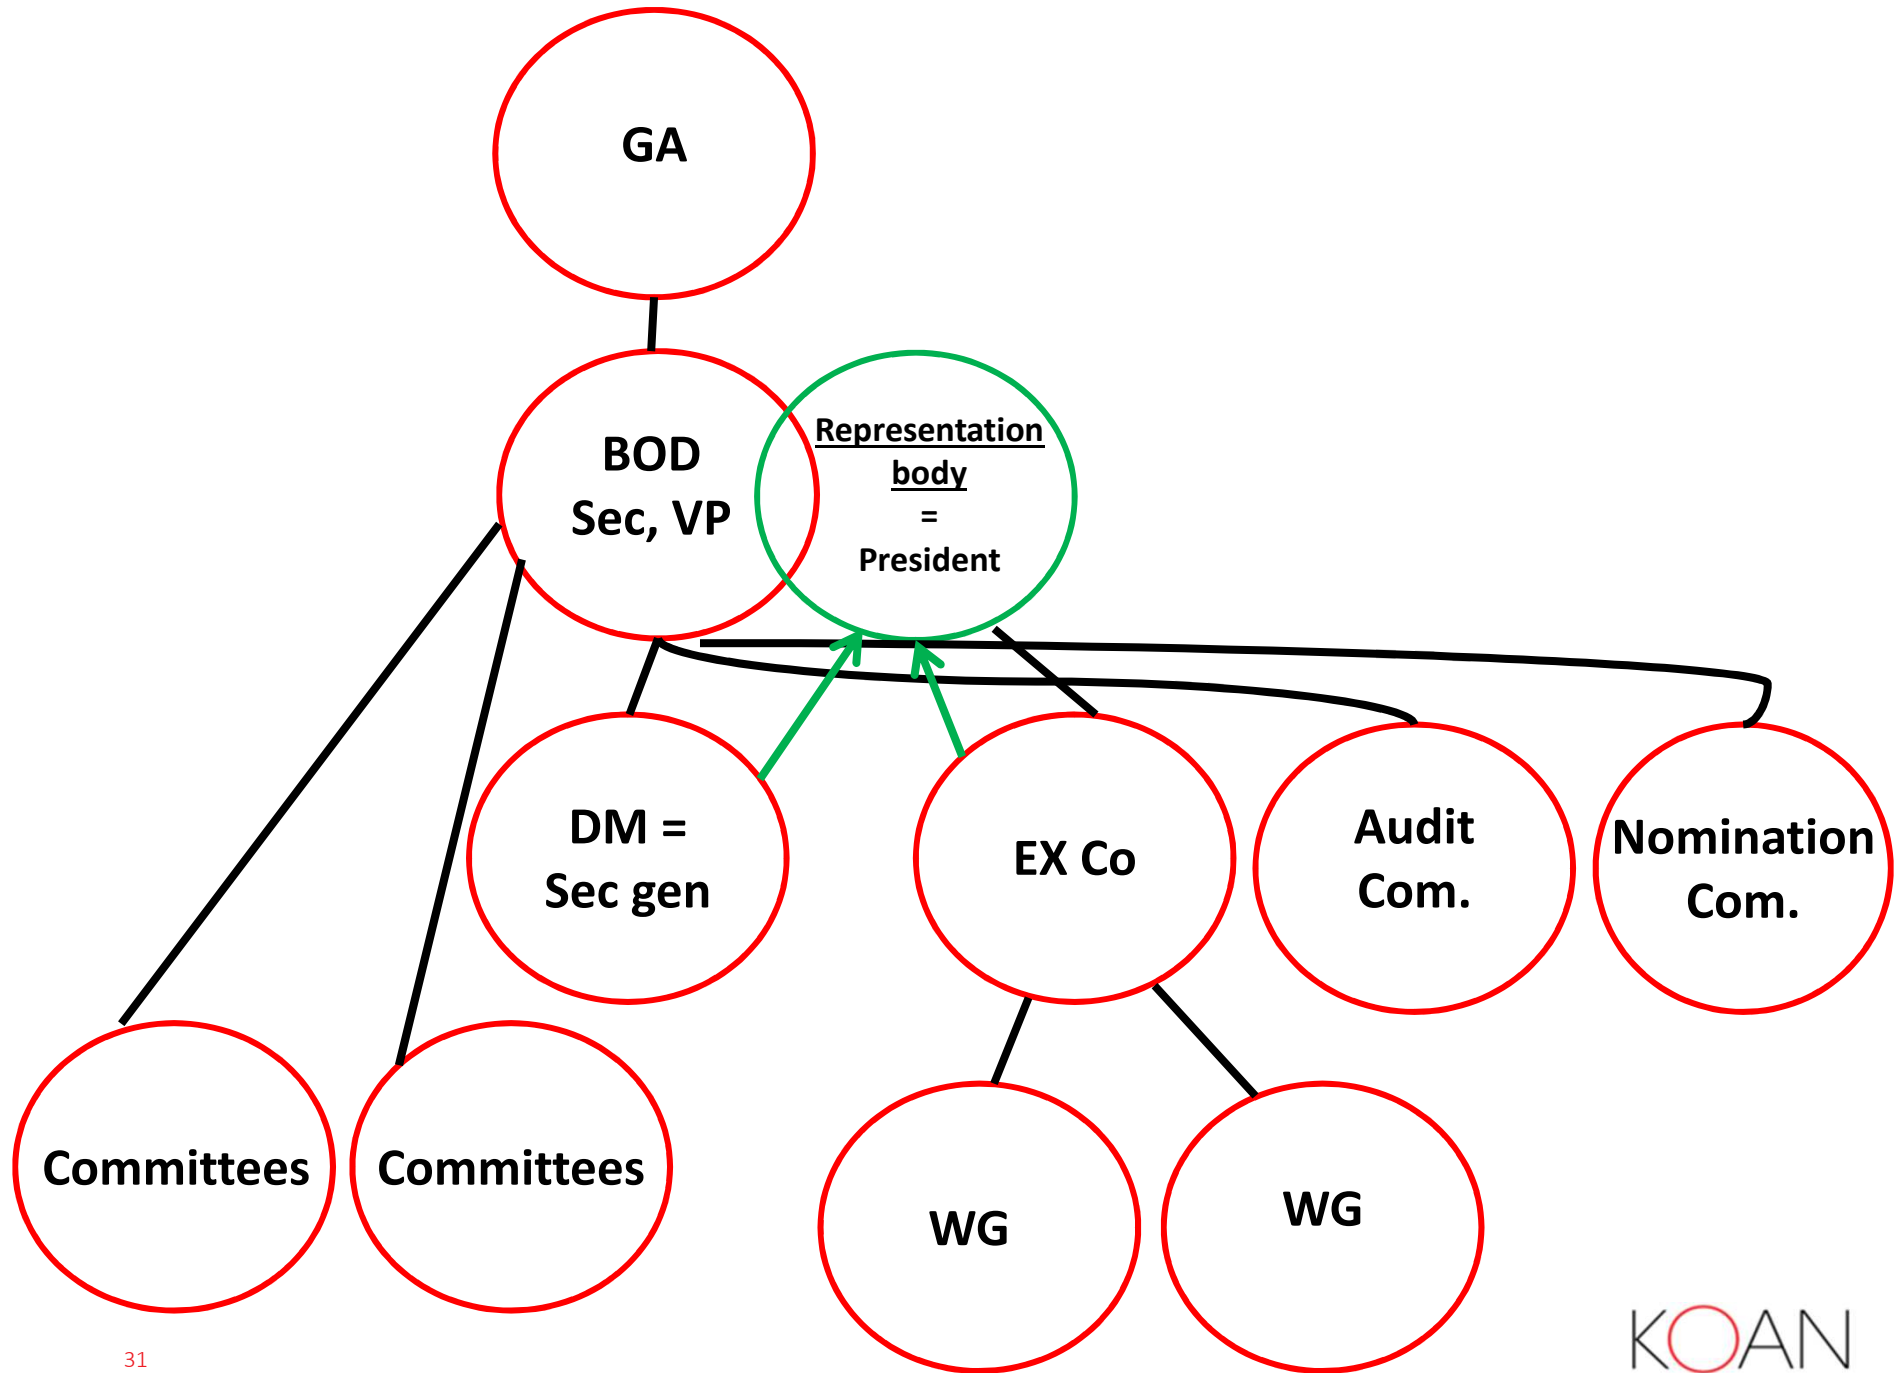 GA
BOD
Sec, VP
Representation
body
=
President
DM =
Sec gen
EX Co
Audit
Com.
Nomination
Com.
Committees
Committees
WG
WG
31
KOAN